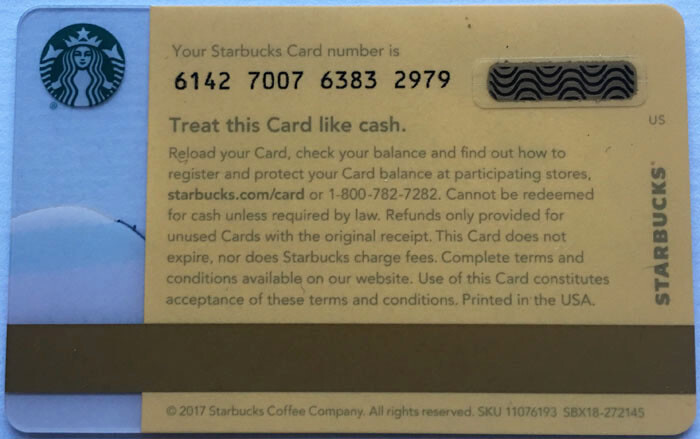 Your Starbucks Card number is
6142 7007 6383 2979
Treat this Card like cash.
US
Reload your Card, check your balance and find out how to
register and protect your Card balance at participating stores,
starbucks.com/card or 1-800-782-7282. Cannot be redeemed
for cash unless required by law. Refunds only provided for
unused Cards with the original receipt. This Card does not
expire, nor does Starbucks charge fees. Complete terms and
conditions available on our website. Use of this Card constitutes
acceptance of these terms and conditions. Printed in the USA.
STARBUCKS®
© 2017 Starbucks Coffee Company. All rights reserved. SKU 11076193 SBX18-272145